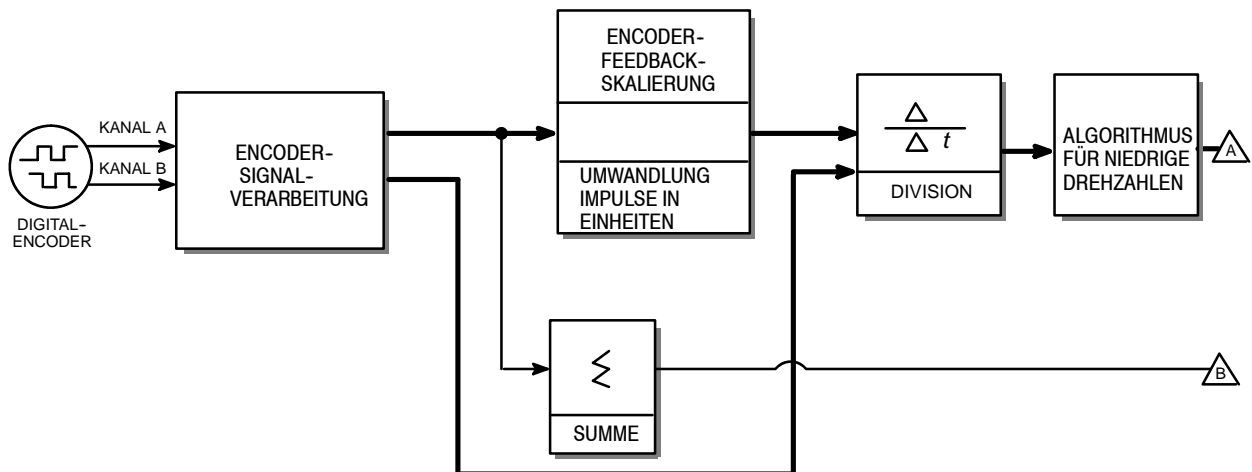 KANAL A
KANAL B
DIGITAL-
ENCODER
ENCODER-
SIGNAL-
VERARBEITUNG
ENCODER-
FEEDBACK-
SKALIERUNG
UMWANDLUNG
IMPULSE IN
EINHEITEN
Δ
Δ t
DIVISION
ALGORITHMUS
FÜR NIEDRIGE
DREHZAHLEN
A
SUMME
B